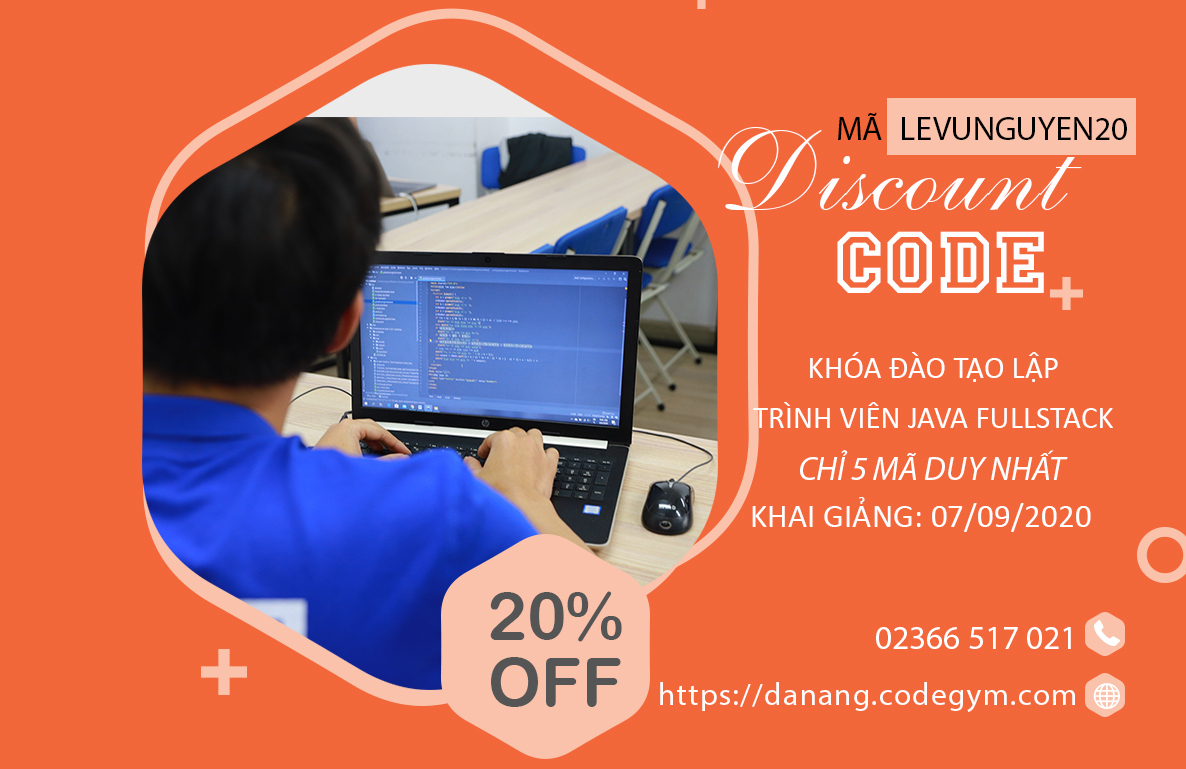 MÃ LEVUNGUYEN20
Discount
CODE
KHÓA ĐÀO TẠO LẬP
TRÌNH VIÊN JAVA FULLSTACK
CHỈ 5 MÃ DUY NHẤT
KHAI GIẢNG: 07/09/2020
20%
OFF
02366 517 021
https://danang.codegym.com